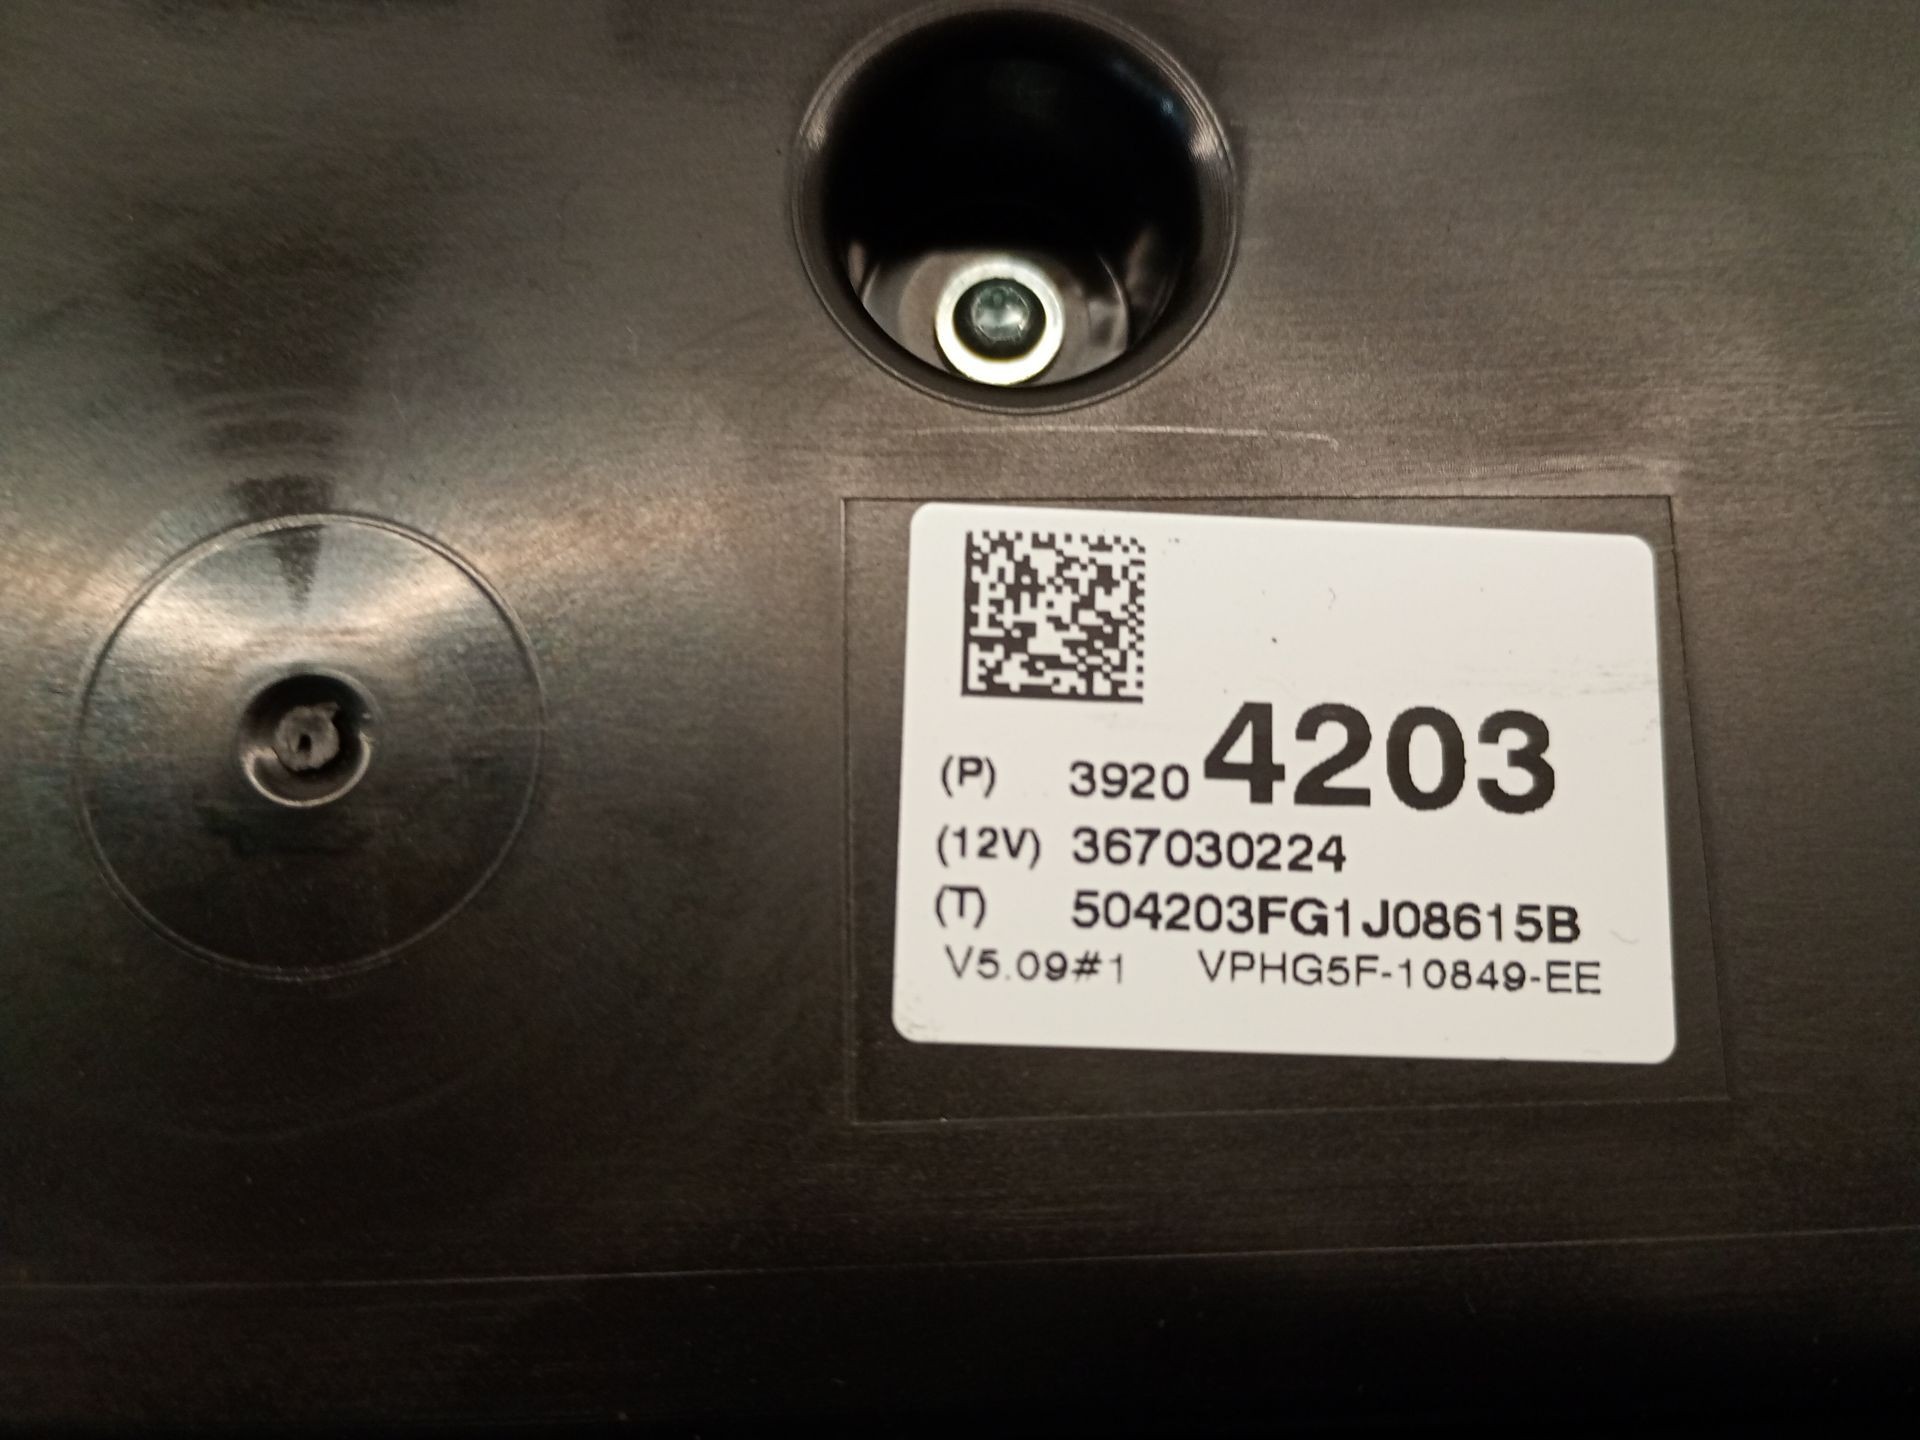 (P) 39204203
(12V) 367030224
(T) 504203FG1J08615B
V5.09#1 VPHG5F-10849-EE